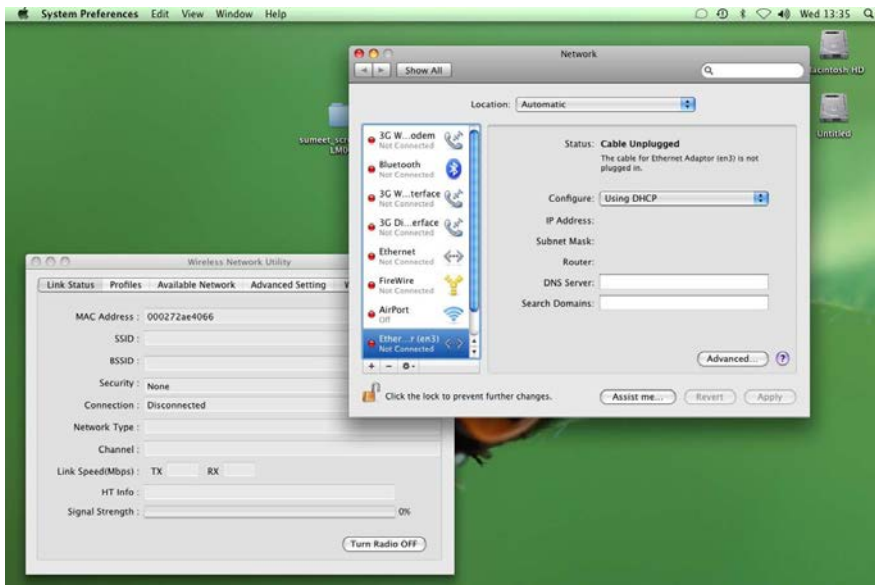 System Preferences Edit View Window Help
Wed 13:35
Network
Show All
Macintosh HD
Location: Automatic
Untitled
sumeet_scr
3G W...odem
Not Connected
Bluetooth
Not Connected
3G W...terface
Not Connected
3G Di...erface
Not Connected
Ethernet
Not Connected
FireWire
Not Connected
AirPort
Off
Ether...r (en3)
Not Connected
Status: Cable Unplugged
The cable for Ethernet Adaptor (en3) is not
plugged in.
Configure: Using DHCP
IP Address:
Subnet Mask:
Router:
DNS Server:
Search Domains:
Advanced... ?
Click the lock to prevent further changes.
Assist me... Revert Apply
Wireless Network Utility
Link Status Profiles Available Network Advanced Setting
MAC Address : 000272ae4066
SSID :
BSSID :
Security : None
Connection : Disconnected
Network Type :
Channel :
Link Speed(Mbps) : TX RX
HT Info :
Signal Strength : 0%
Turn Radio OFF